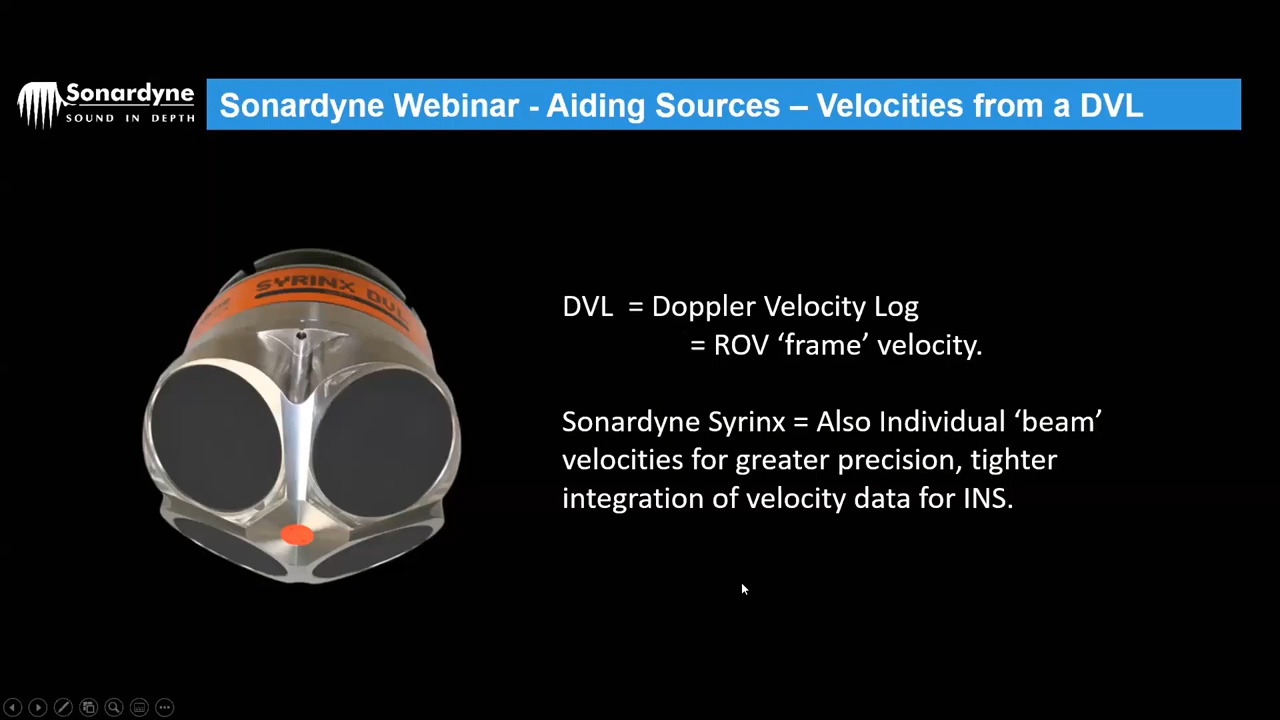 Sonardyne
SOUND IN DEPTH
Sonardyne Webinar - Aiding Sources – Velocities from a DVL
SYRINX DVL
DVL = Doppler Velocity Log
= ROV ‘frame’ velocity.
Sonardyne Syrinx = Also Individual ‘beam’
velocities for greater precision, tighter
integration of velocity data for INS.